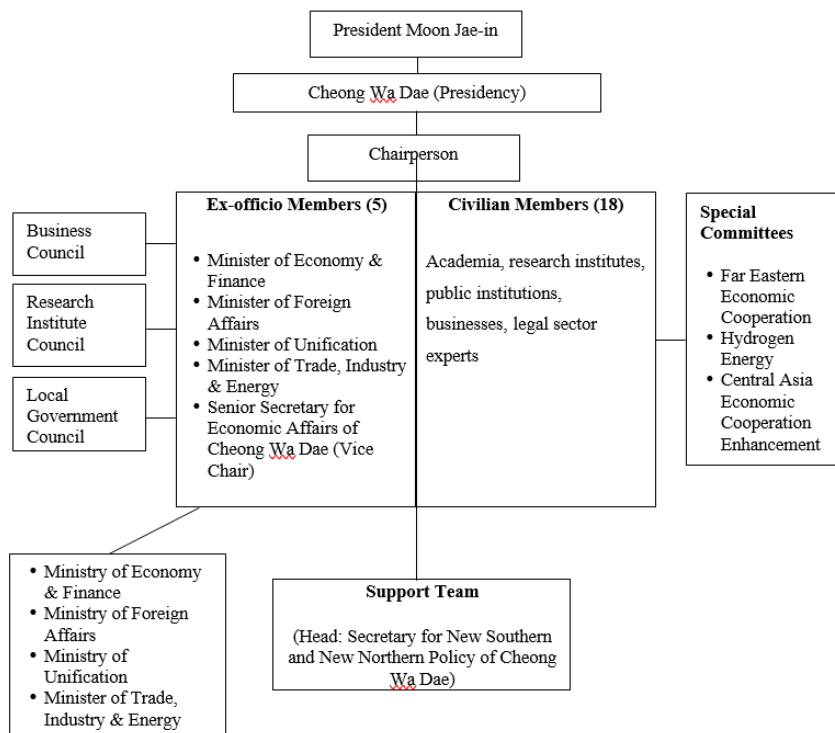 President Moon Jae-in
Cheong Wa Dae (Presidency)
Chairperson
Business
Council
Research
Institute
Council
Local
Government
Council
Ex-officio Members (5)
• Minister of Economy &
Finance
• Minister of Foreign
Affairs
• Minister of Unification
• Minister of Trade, Industry
& Energy
• Senior Secretary for
Economic Affairs of
Cheong Wa Dae (Vice
Chair)
Civilian Members (18)
Academia, research institutes,
public institutions,
businesses, legal sector
experts
Special
Committees
• Far Eastern
Economic
Cooperation
• Hydrogen
Energy
• Central Asia
Economic
Cooperation
Enhancement
• Ministry of Economy
& Finance
• Ministry of Foreign
Affairs
• Ministry of
Unification
• Minister of Trade,
Industry & Energy
Support Team
(Head: Secretary for New Southern
and New Northern Policy of Cheong
Wa Dae)